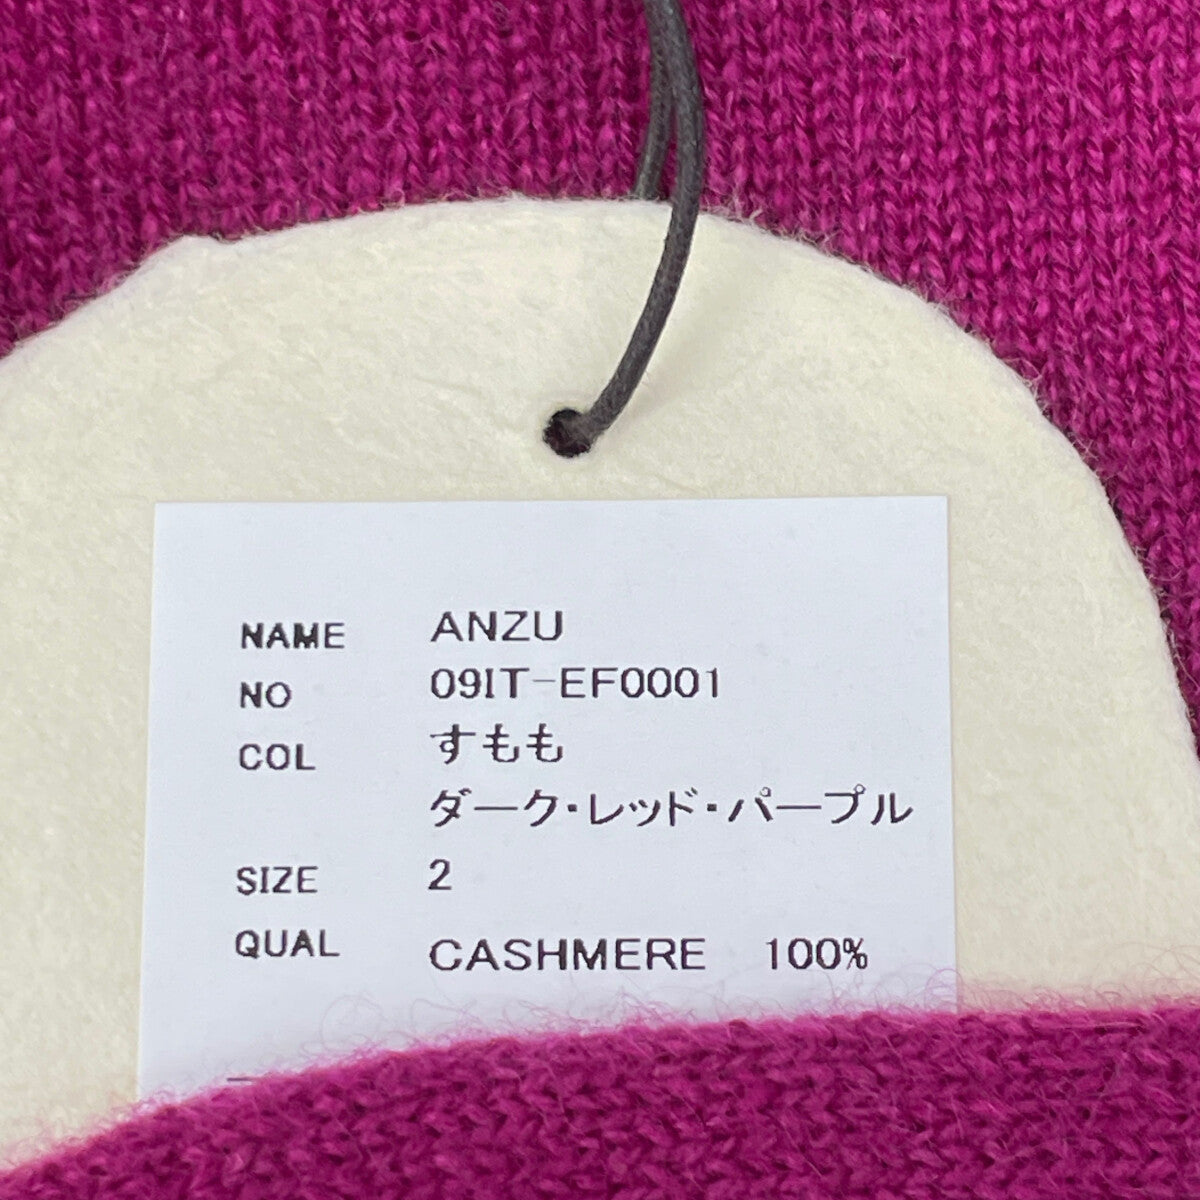 NAME ANZU
NO 09IT-EF0001
COL すもも
ダーク・レッド・パープル
SIZE 2
QUAL CASHMERE 100%